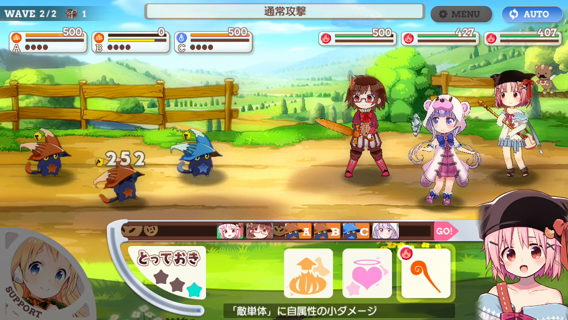 WAVE 2/2 1
通常攻撃
MENU
AUTO
500
A
0
B
500
C
500
427
407
252
A B C
GO!
とっておき
SUPPORT
「敵単体」に自属性の小ダメージ